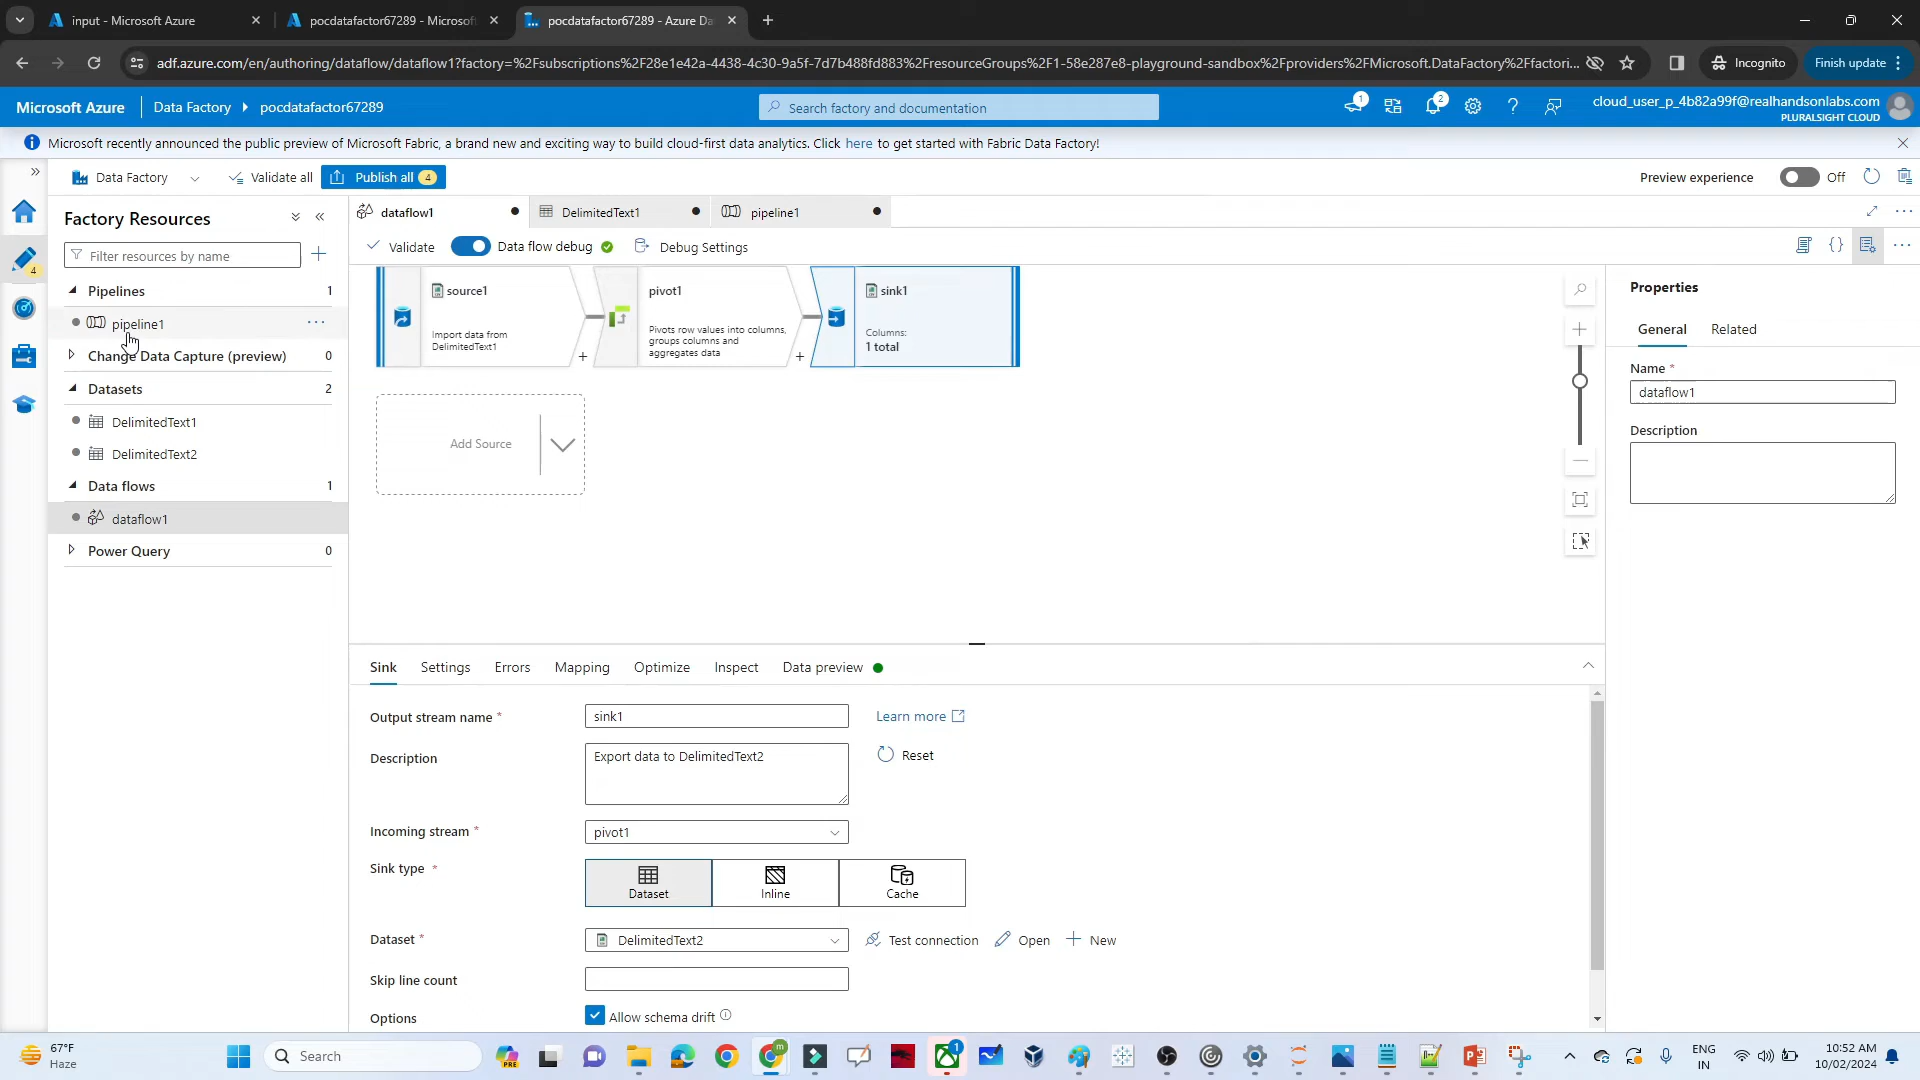 input - Microsoft Azure
pocdatafactor67289 - Microsof
pocdatafactor67289 - Azure Da
adf.azure.com/en/authoring/dataflow/dataflow1?factory=%2Fsubscriptions%2F28e1e42a-4438-4c30-9a5f-7d7b488fd883%2FresourceGroups%2F1-58e287e8-playground-sandbox%2Fproviders%2FMicrosoft.DataFactory%2Ffactori...
Incognito
Finish update
Microsoft Azure
Data Factory
pocdatafactor67289
Search factory and documentation
1
2
cloud_user_p_4b82a99f@realhandsonlabs.com
PLURALSIGHT CLOUD
Microsoft recently announced the public preview of Microsoft Fabric, a brand new and exciting way to build cloud-first data analytics. Click here to get started with Fabric Data Factory!
Data Factory
Validate all
Publish all 4
Preview experience
Off
Factory Resources
Filter resources by name
4
Pipelines 1
pipeline1
Change Data Capture (preview) 0
Datasets 2
DelimitedText1
DelimitedText2
Data flows 1
dataflow1
Power Query 0
dataflow1
DelimitedText1
pipeline1
Validate
Data flow debug
Debug Settings
source1
Import data from
DelimitedText1
pivot1
Pivots row values into columns,
groups columns and
aggregates data
sink1
Columns:
1 total
Add Source
Properties
General
Related
Name *
dataflow1
Description
Sink
Settings
Errors
Mapping
Optimize
Inspect
Data preview
Output stream name *
sink1
Learn more
Description
Export data to DelimitedText2
Reset
Incoming stream *
pivot1
Sink type *
Dataset
Inline
Cache
Dataset *
DelimitedText2
Test connection
Open
New
Skip line count
Options
Allow schema drift
67°F
Haze
Search
1
ENG
IN
10:52 AM
10/02/2024